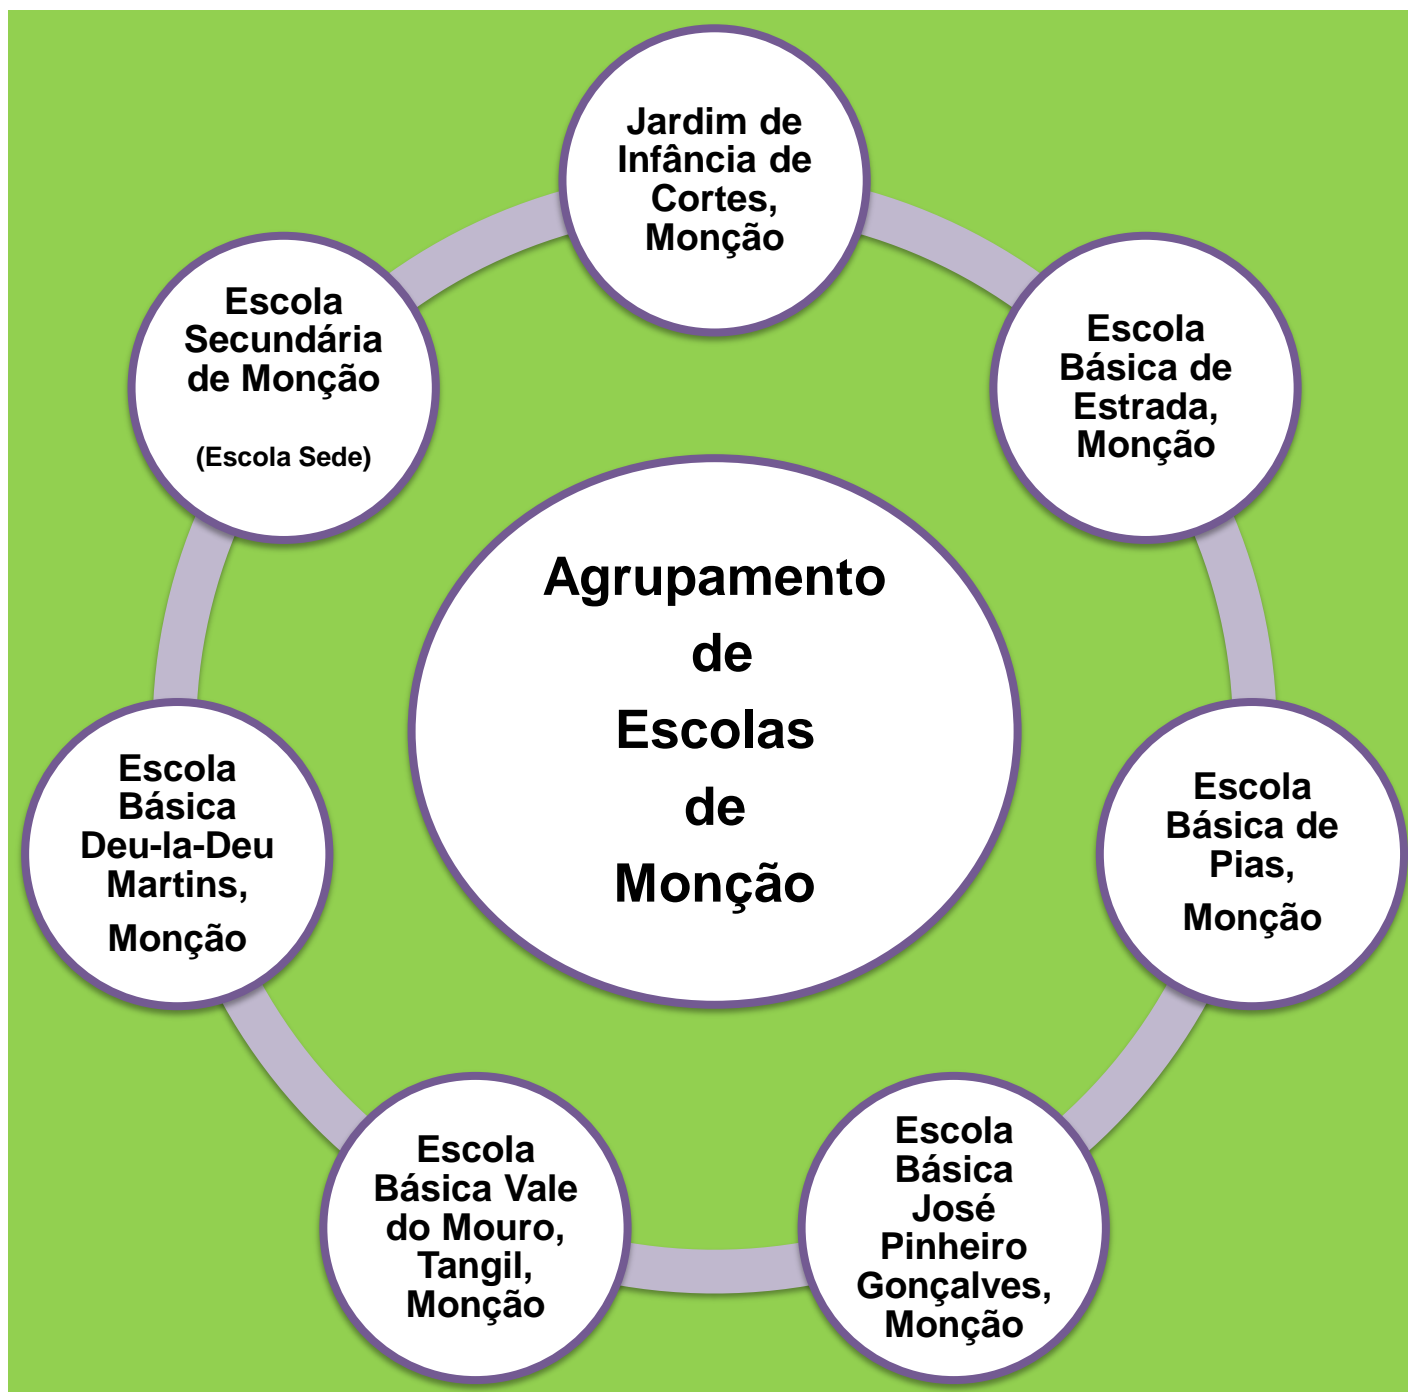 Jardim de
Infância de
Cortes,
Monção
Escola
Secundária
de Monção
(Escola Sede)
Escola
Básica de
Estrada,
Monção
Agrupamento
de
Escolas
de
Monção
Escola
Básica
Deu-la-Deu
Martins,
Monção
Escola
Básica de
Pias,
Monção
Escola
Básica Vale
do Mouro,
Tangil,
Monção
Escola
Básica
José
Pinheiro
Gonçalves,
Monção